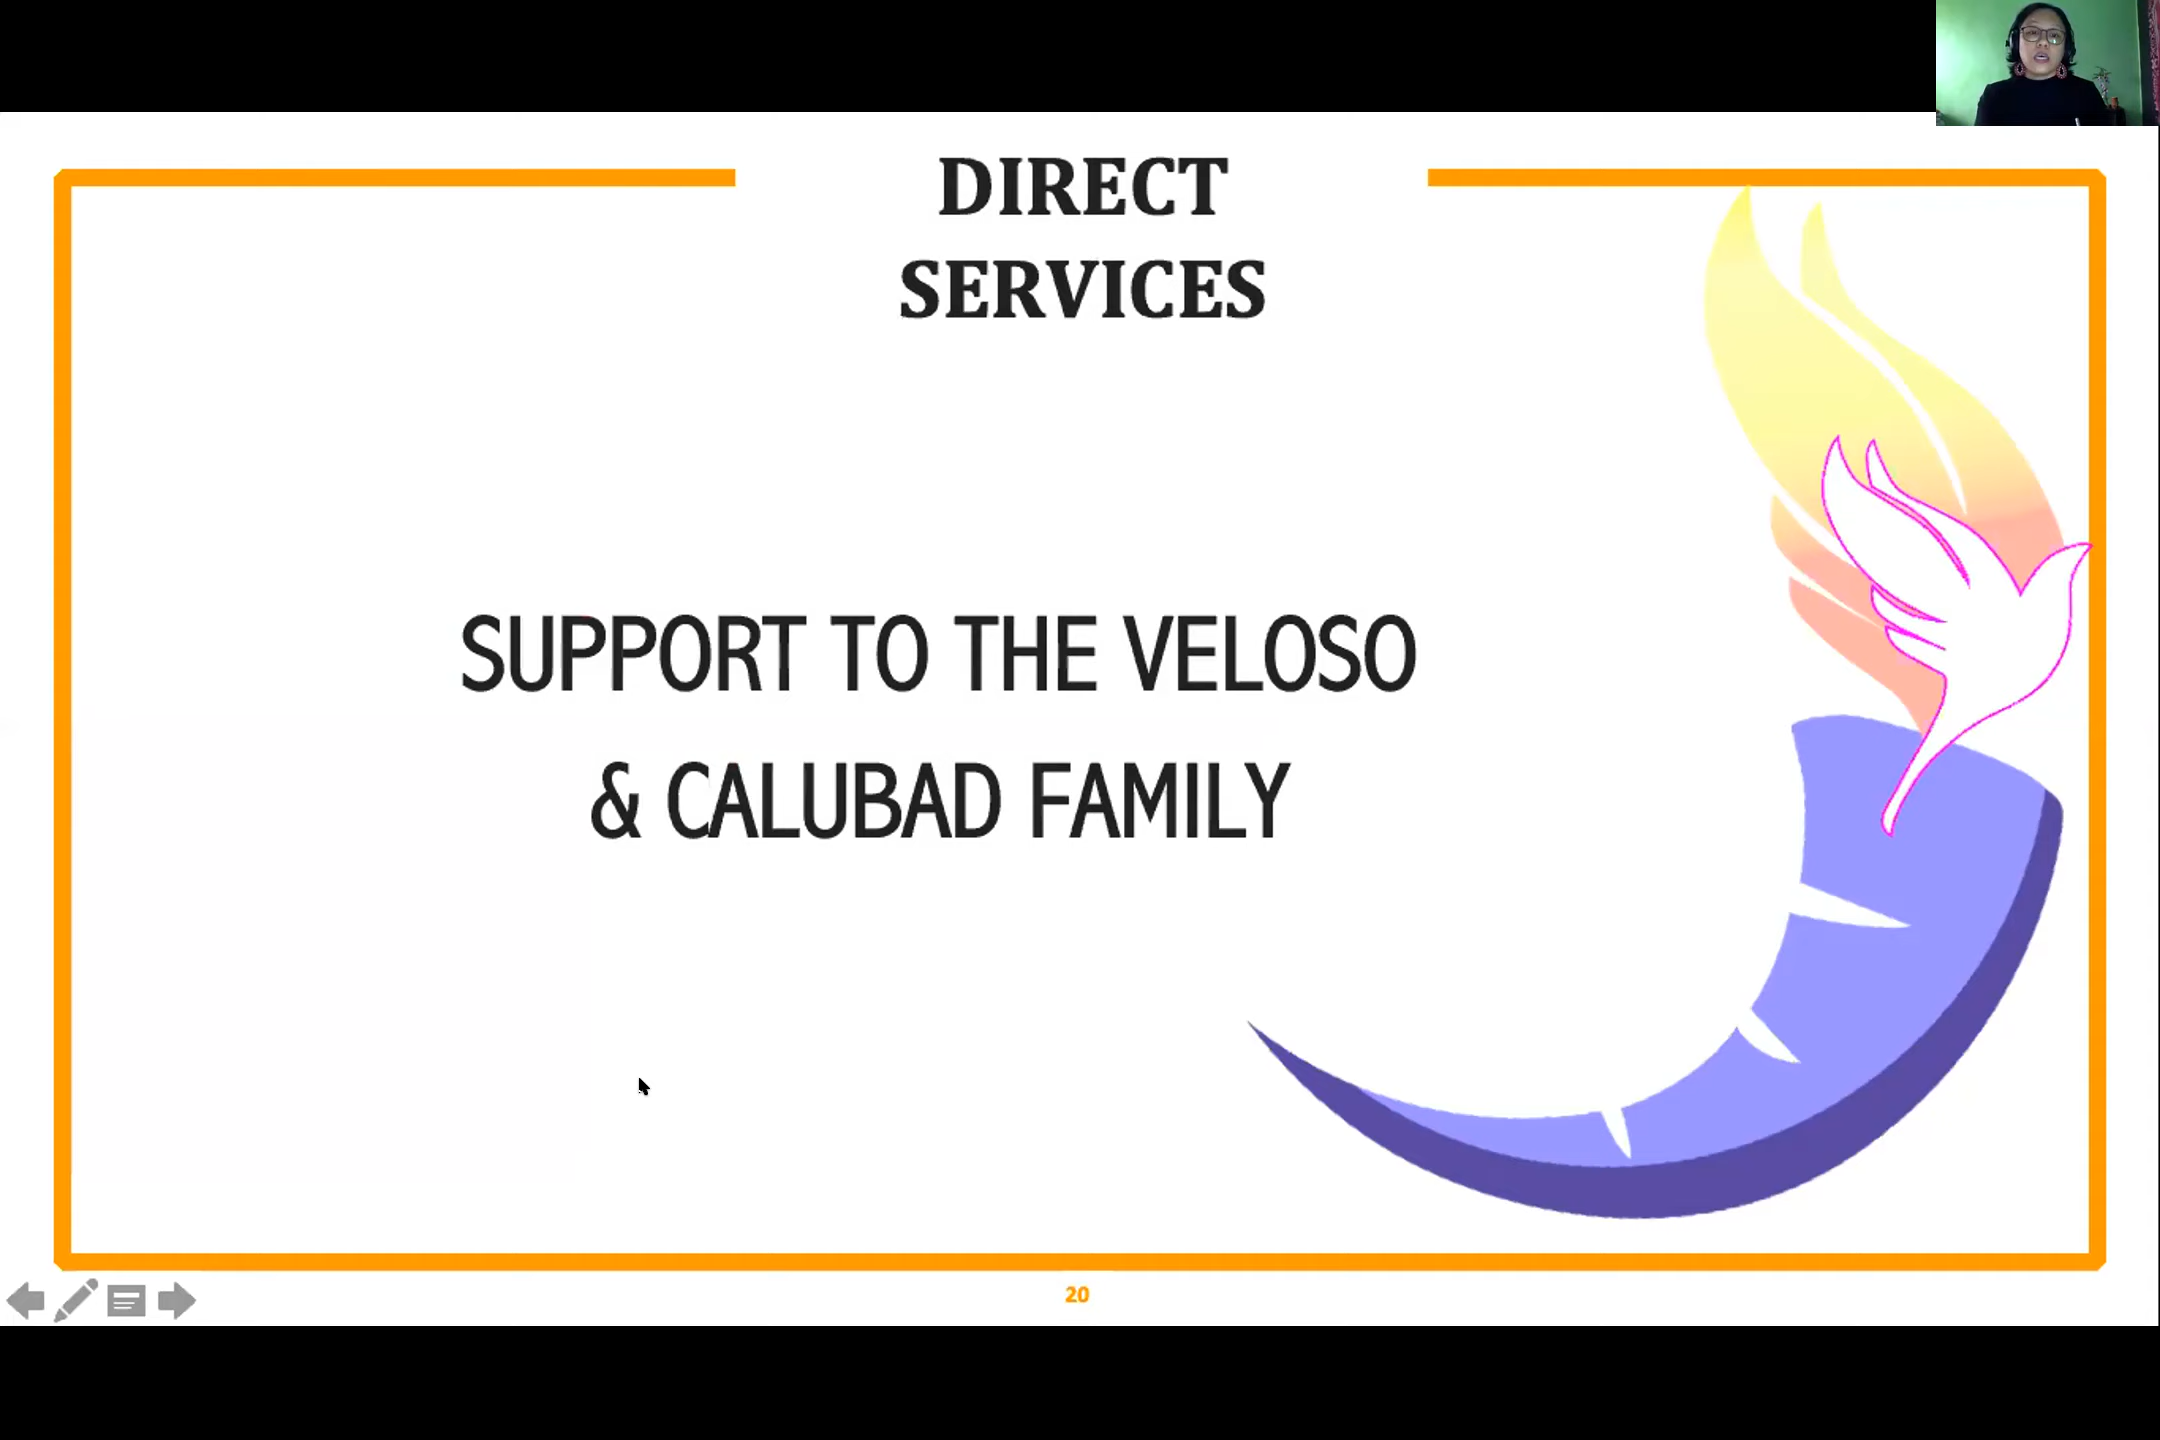 DIRECT
SERVICES
SUPPORT TO THE VELOSO
& CALUBAD FAMILY
20